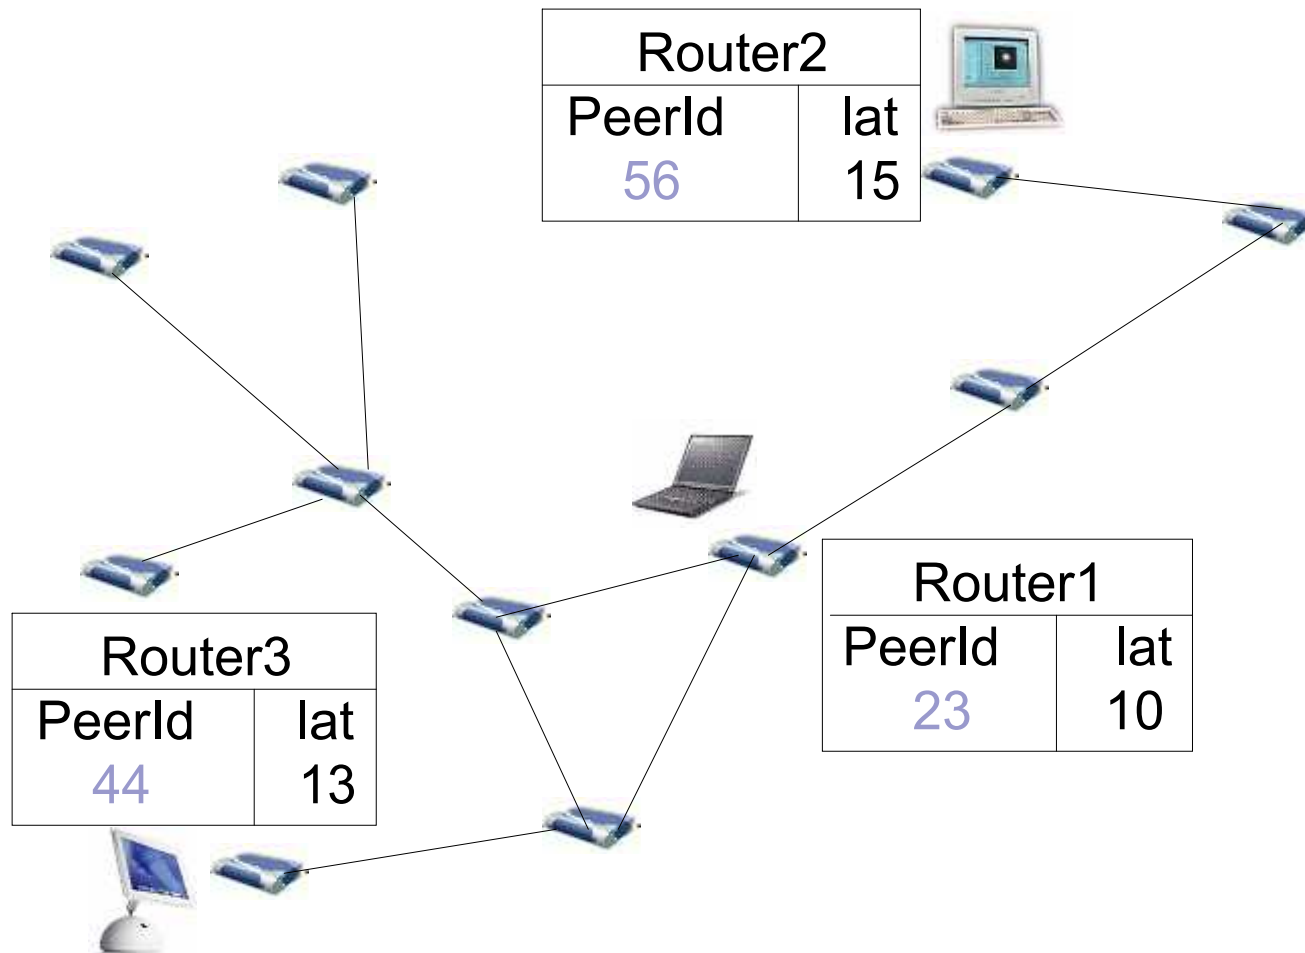 Router2
PeerId lat
56 15
Router1
PeerId lat
23 10
Router3
PeerId lat
44 13